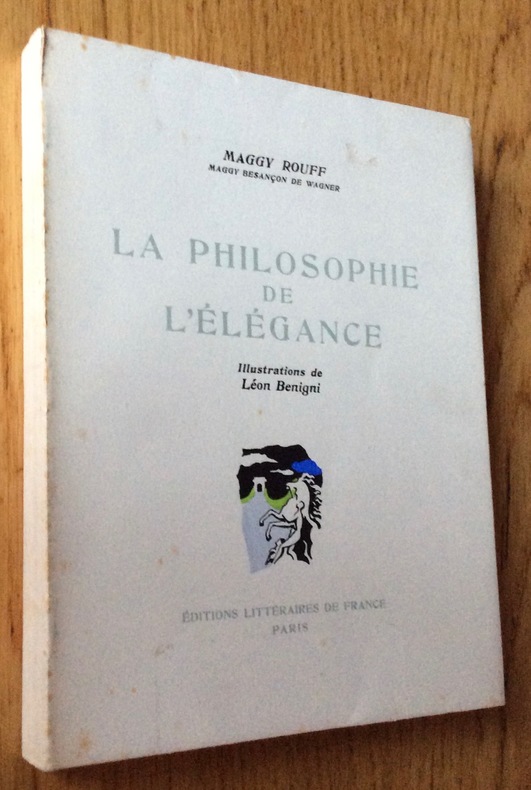 MAGGY ROUFF
MAGGY BESANÇON DE WAGNER
LA PHILOSOPHIE
DE
L'ÉLÉGANCE
Illustrations de
Léon Benigni
ÉDITIONS LITTÉRAIRES DE FRANCE
PARIS